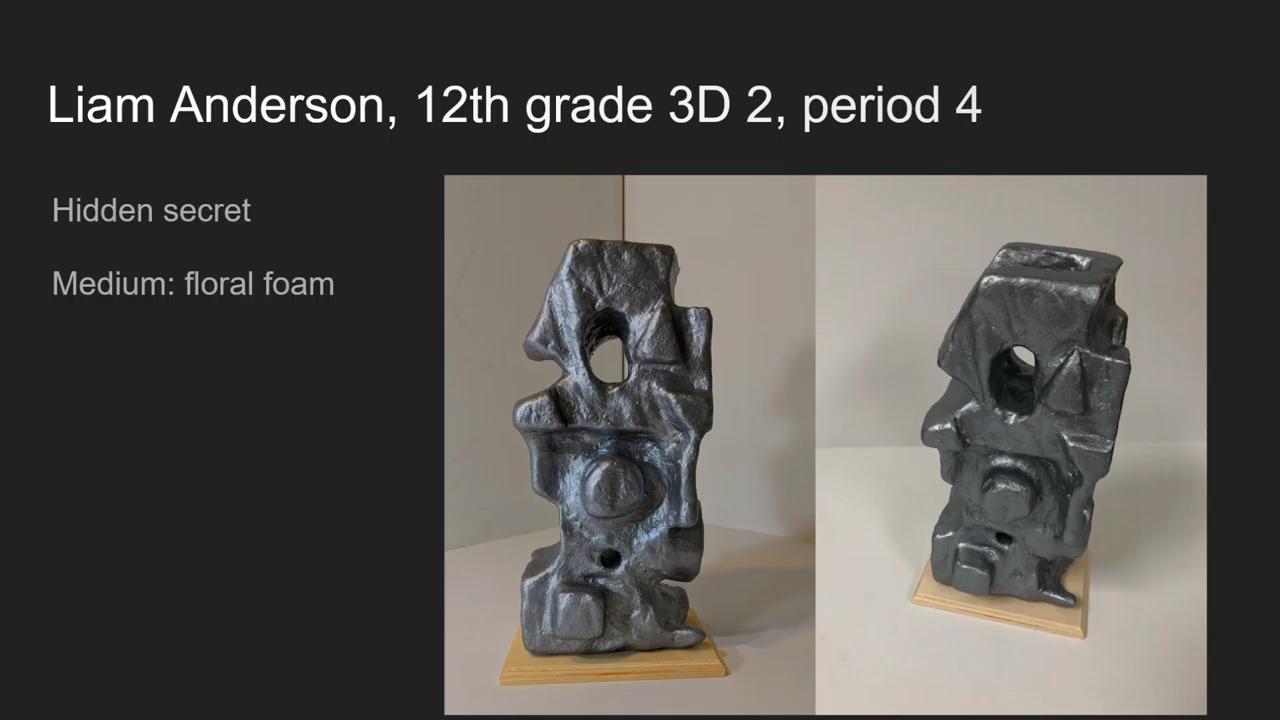 Liam Anderson, 12th grade 3D 2, period 4
Hidden secret
Medium: floral foam